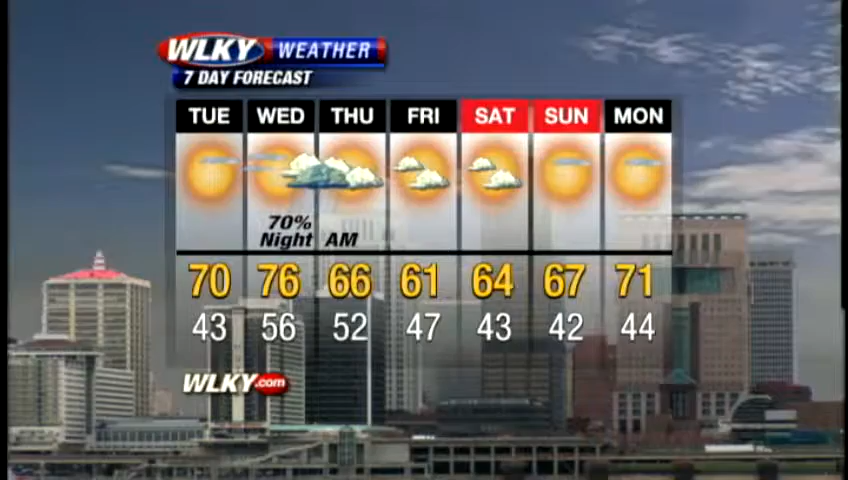 WLKY WEATHER
7 DAY FORECAST
TUE WED THU FRI SAT SUN MON
70%
Night AM
70 76 66 61 64 67 71
43 56 52 47 43 42 44
WLKY.com